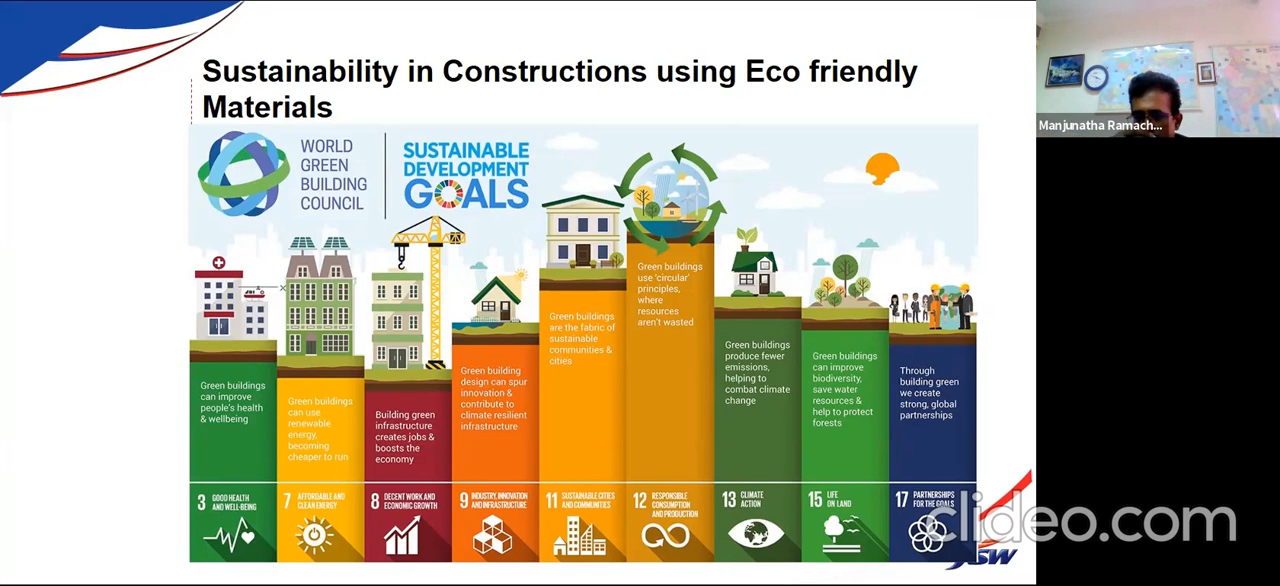 Sustainability in Constructions using Eco friendly
Materials
WORLD
GREEN
BUILDING
COUNCIL
SUSTAINABLE
DEVELOPMENT
GOALS
Manjunatha Ramach...
Green buildings
can improve
people's health
& wellbeing
Green buildings
can use
renewable
energy,
becoming
cheaper to run
Building green
infrastructure
creates jobs &
boosts the
economy
Green building
design can spur
innovation &
contribute to
climate resilient
infrastructure
Green buildings
are the fabric of
sustainable
communities &
cities
Green buildings
use 'circular'
principles,
where
resources
aren't wasted
Green buildings
produce fewer
emissions,
helping to
combat climate
change
Green buildings
can improve
biodiversity,
save water
resources &
help to protect
forests
Through
building green
we create
strong, global
partnerships
3 GOOD HEALTH
AND WELL-BEING
7 AFFORDABLE AND
CLEAN ENERGY
8 DECENT WORK AND
ECONOMIC GROWTH
9 INDUSTRY, INNOVATION
AND INFRASTRUCTURE
11 SUSTAINABLE CITIES
AND COMMUNITIES
12 RESPONSIBLE
CONSUMPTION
AND PRODUCTION
13 CLIMATE
ACTION
15 LIFE
ON LAND
17 PARTNERSHIPS
FOR THE GOALS
clideo.com
JSW